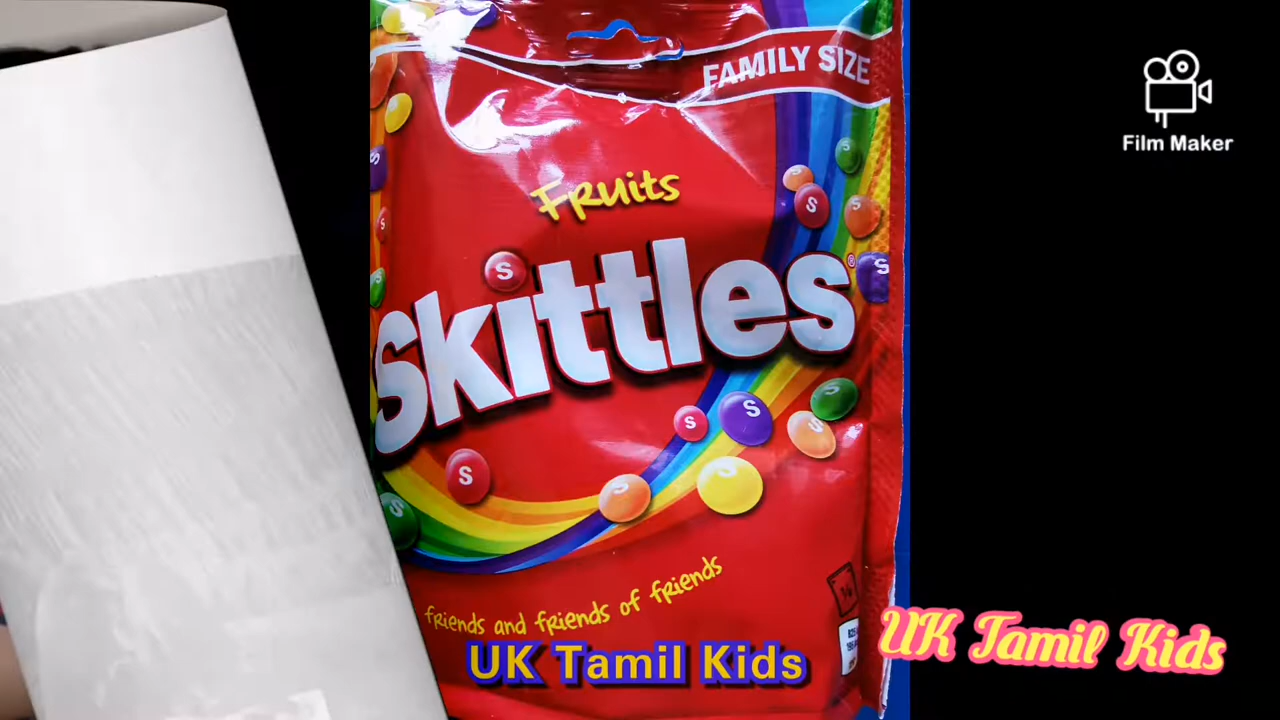 FAMILY SIZE
Film Maker
Fruits
Skittles
friends and friends of friends
UK Tamil Kids
UK Tamil Kids